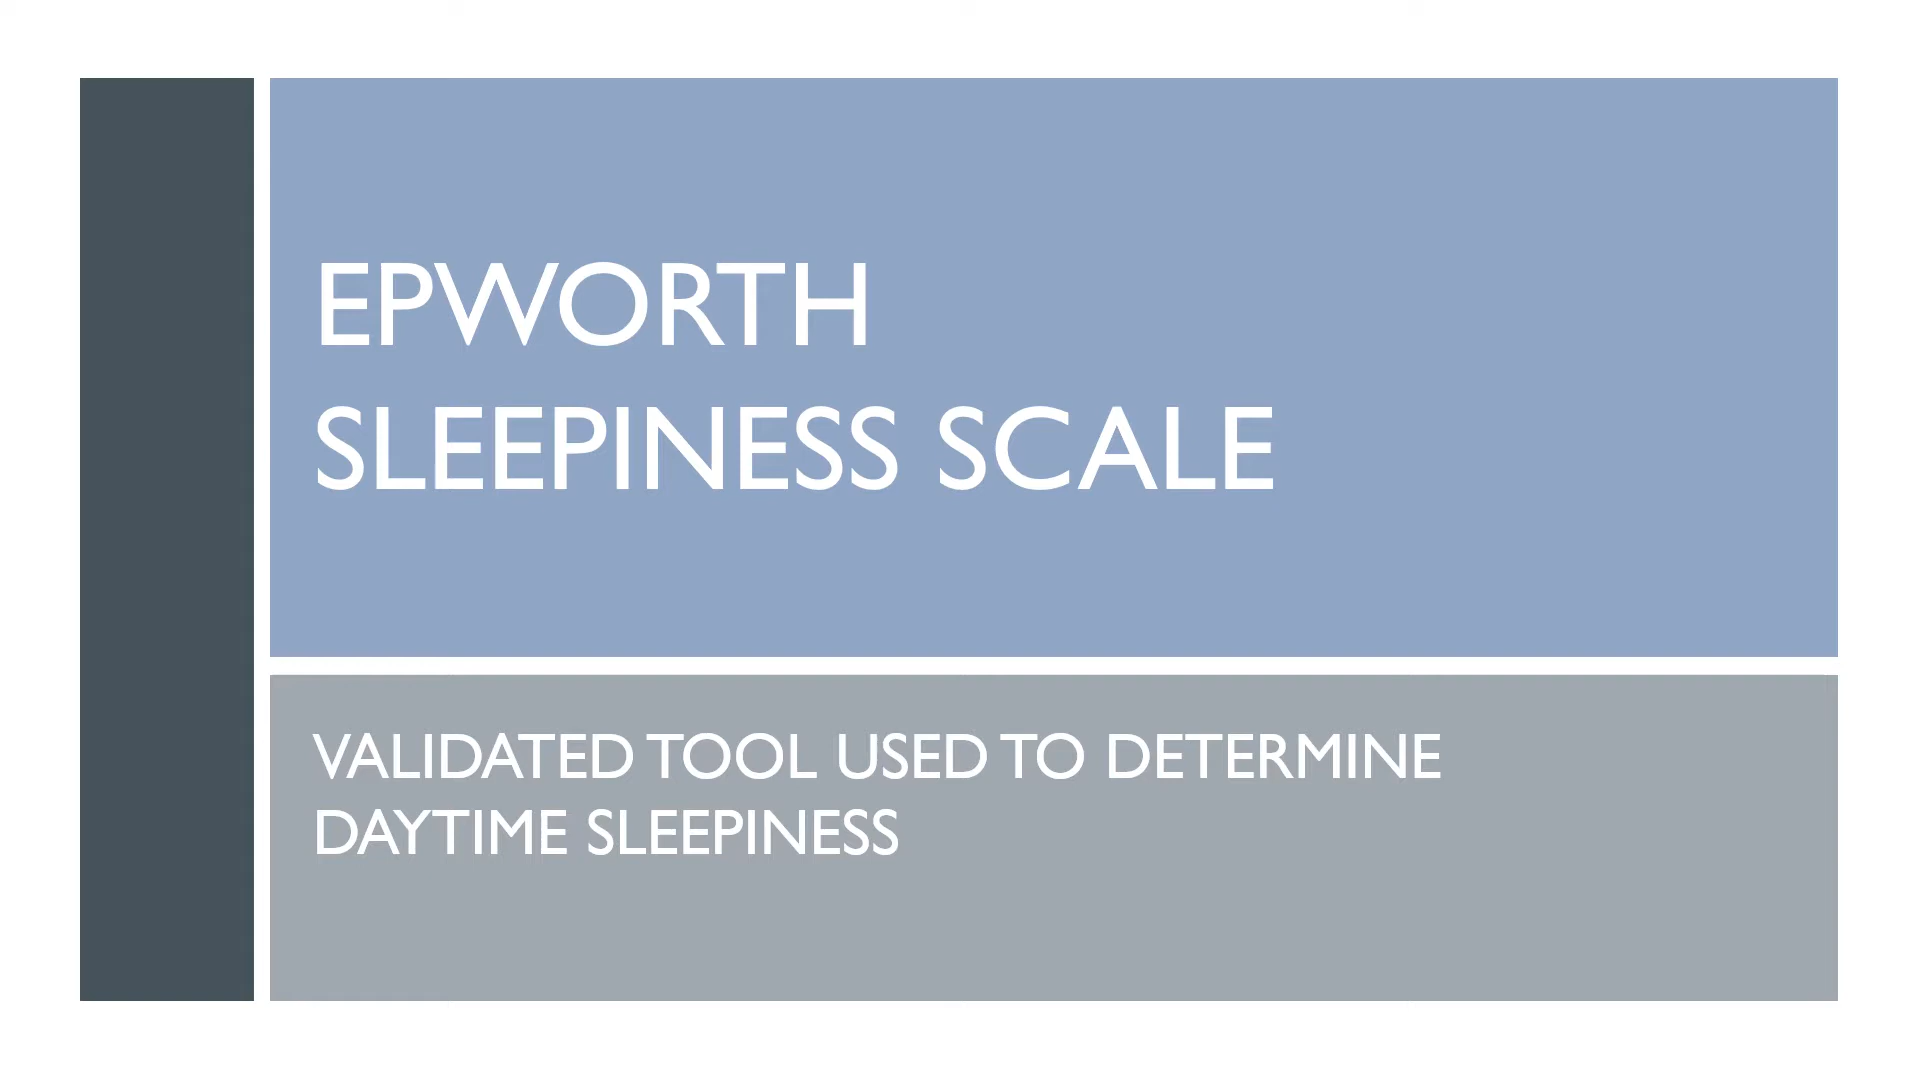 EPWORTH
SLEEPINESS SCALE
VALIDATED TOOL USED TO DETERMINE
DAYTIME SLEEPINESS